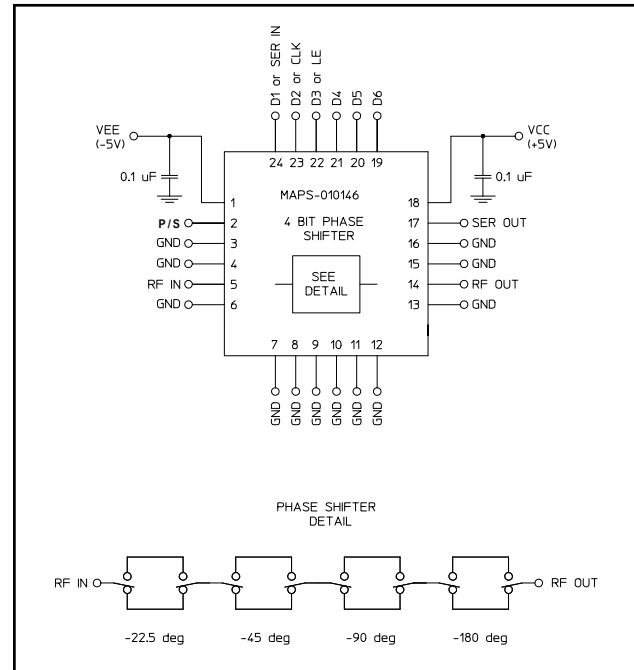 D1 or SER IN
D2 or CLK
D3 or LE
D4
D5
D6
VEE
(-5V)
VCC
(+5V)
24 23 22 21 20 19
0.1 uF
0.1 uF
MAPS-010146
4 BIT PHASE
SHIFTER
SEE
DETAIL
1
P/S 2
GND 3
GND 4
RF IN 5
GND 6
18
17 SER OUT
16 GND
15 GND
14 RF OUT
13 GND
7 8 9 10 11 12
GND GND GND GND GND GND
PHASE SHIFTER
DETAIL
RF IN RF OUT
-22.5 deg -45 deg -90 deg -180 deg